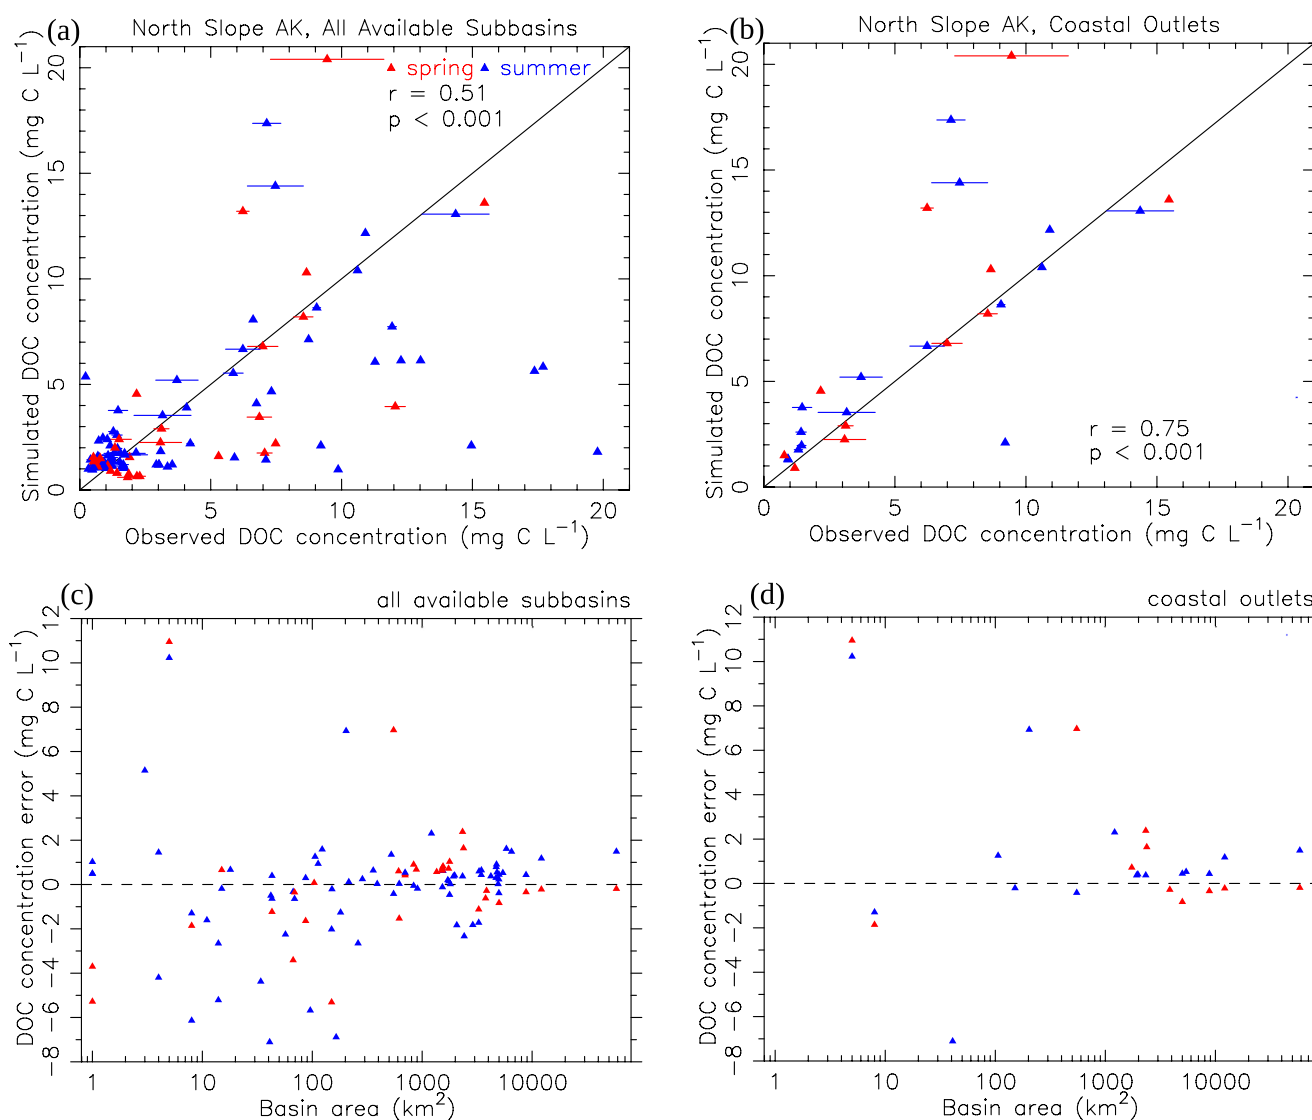 (a) North Slope AK, All Available Subbasins
Simulated DOC concentration (mg C L⁻¹)
spring summer
r = 0.51
p < 0.001
20
15
10
5
0
0 5 10 15 20
Observed DOC concentration (mg C L⁻¹)
(b) North Slope AK, Coastal Outlets
Simulated DOC concentration (mg C L⁻¹)
20
15
10
5
0
r = 0.75
p < 0.001
0 5 10 15 20
Observed DOC concentration (mg C L⁻¹)
(c) all available subbasins
DOC concentration error (mg C L⁻¹)
12
10
8
6
4
2
0
−2
−4
−6
−8
1 10 100 1000 10000
Basin area (km²)
(d) coastal outlets
DOC concentration error (mg C L⁻¹)
12
10
8
6
4
2
0
−2
−4
−6
−8
1 10 100 1000 10000
Basin area (km²)